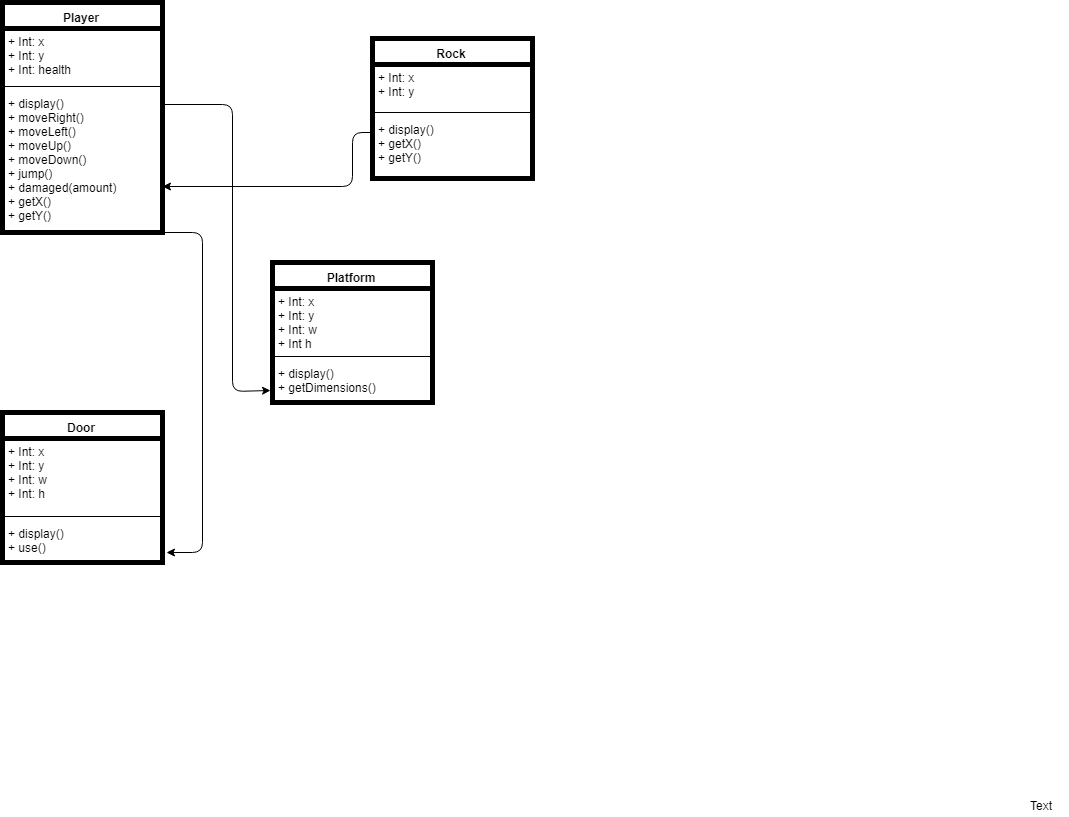 Player
+ Int: x
+ Int: y
+ Int: health
+ display()
+ moveRight()
+ moveLeft()
+ moveUp()
+ moveDown()
+ jump()
+ damaged(amount)
+ getX()
+ getY()
Rock
+ Int: x
+ Int: y
+ display()
+ getX()
+ getY()
Platform
+ Int: x
+ Int: y
+ Int: w
+ Int h
+ display()
+ getDimensions()
Door
+ Int: x
+ Int: y
+ Int: w
+ Int: h
+ display()
+ use()
Text